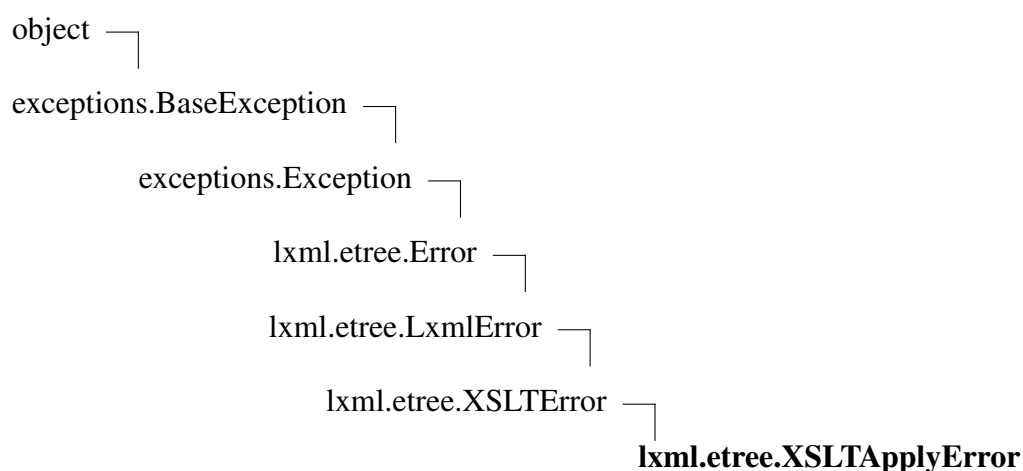 object
exceptions.BaseException
exceptions.Exception
lxml.etree.Error
lxml.etree.LxmlError
lxml.etree.XSLTError
lxml.etree.XSLTApplyError